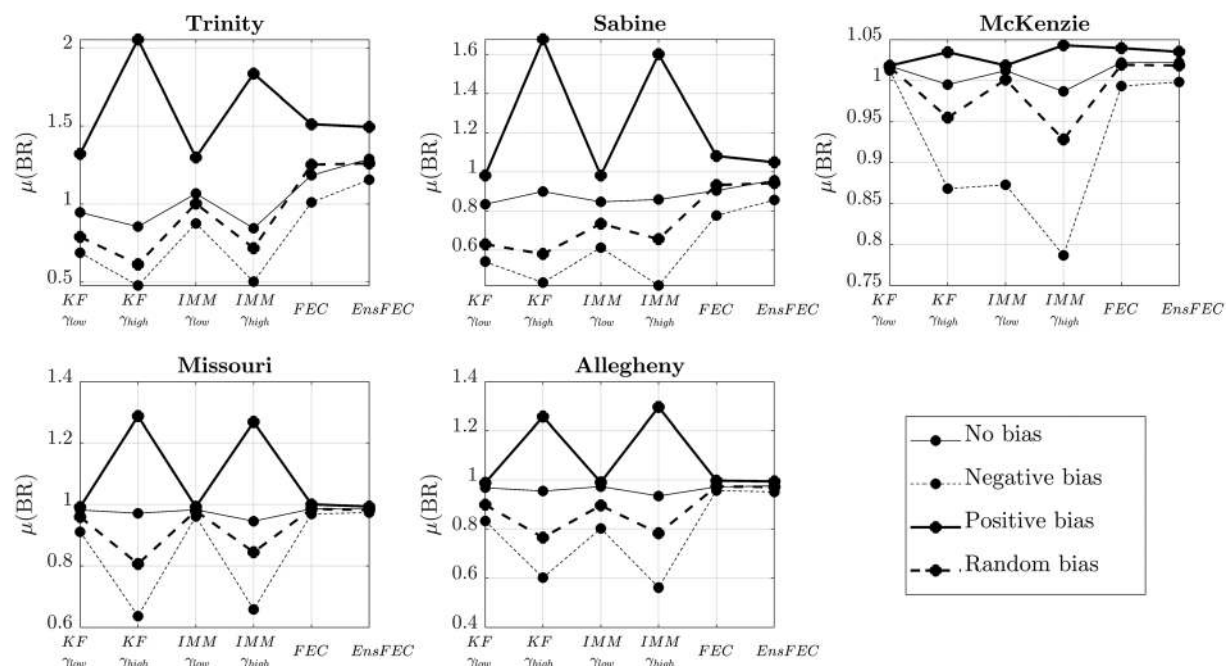 Trinity
Sabine
McKenzie
2
1.5
1
0.5
μ(BR)
1.6
1.4
1.2
1
0.8
0.6
μ(BR)
1.05
1
0.95
0.9
0.85
0.8
0.75
μ(BR)
KF γlow
KF γhigh
IMM γlow
IMM γhigh
FEC
EnsFEC
KF γlow
KF γhigh
IMM γlow
IMM γhigh
FEC
EnsFEC
KF γlow
KF γhigh
IMM γlow
IMM γhigh
FEC
EnsFEC
Missouri
Allegheny
1.4
1.2
1
0.8
0.6
μ(BR)
1.4
1.2
1
0.8
0.6
0.4
μ(BR)
KF γlow
KF γhigh
IMM γlow
IMM γhigh
FEC
EnsFEC
KF γlow
KF γhigh
IMM γlow
IMM γhigh
FEC
EnsFEC
No bias
Negative bias
Positive bias
Random bias